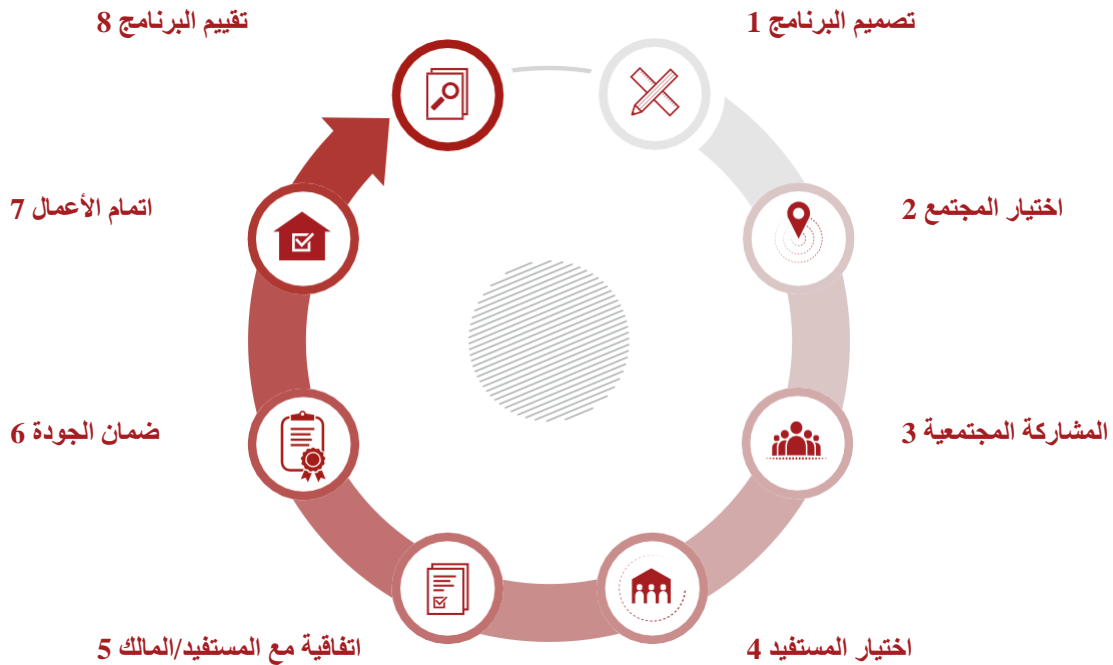 تصميم البرنامج 1
اختيار المجتمع 2
المشاركة المجتمعية 3
اختيار المستفيد 4
اتفاقية مع المستفيد/المالك 5
ضمان الجودة 6
اتمام الأعمال 7
تقييم البرنامج 8